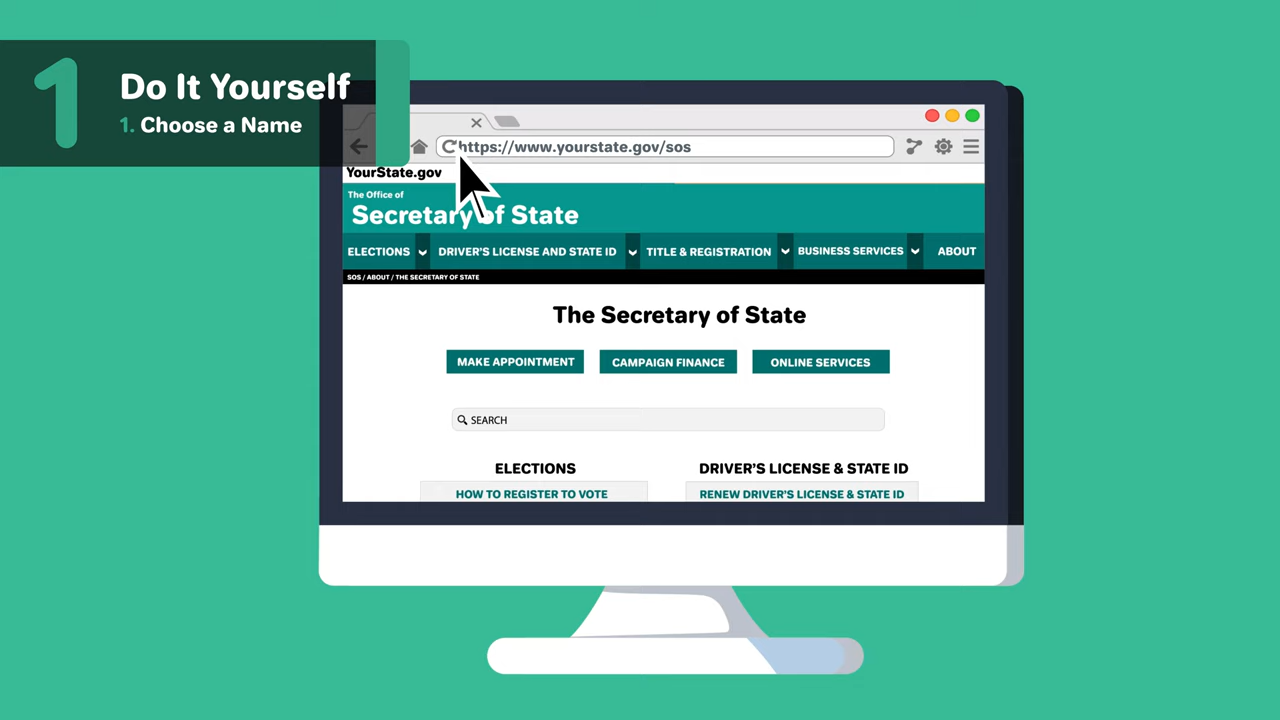 1
Do It Yourself
1. Choose a Name
https://www.yourstate.gov/sos
YourState.gov
The Office of
Secretary of State
ELECTIONS DRIVER'S LICENSE AND STATE ID TITLE & REGISTRATION BUSINESS SERVICES ABOUT
SOS / ABOUT / THE SECRETARY OF STATE
The Secretary of State
MAKE APPOINTMENT CAMPAIGN FINANCE ONLINE SERVICES
SEARCH
ELECTIONS DRIVER'S LICENSE & STATE ID
HOW TO REGISTER TO VOTE RENEW DRIVER'S LICENSE & STATE ID